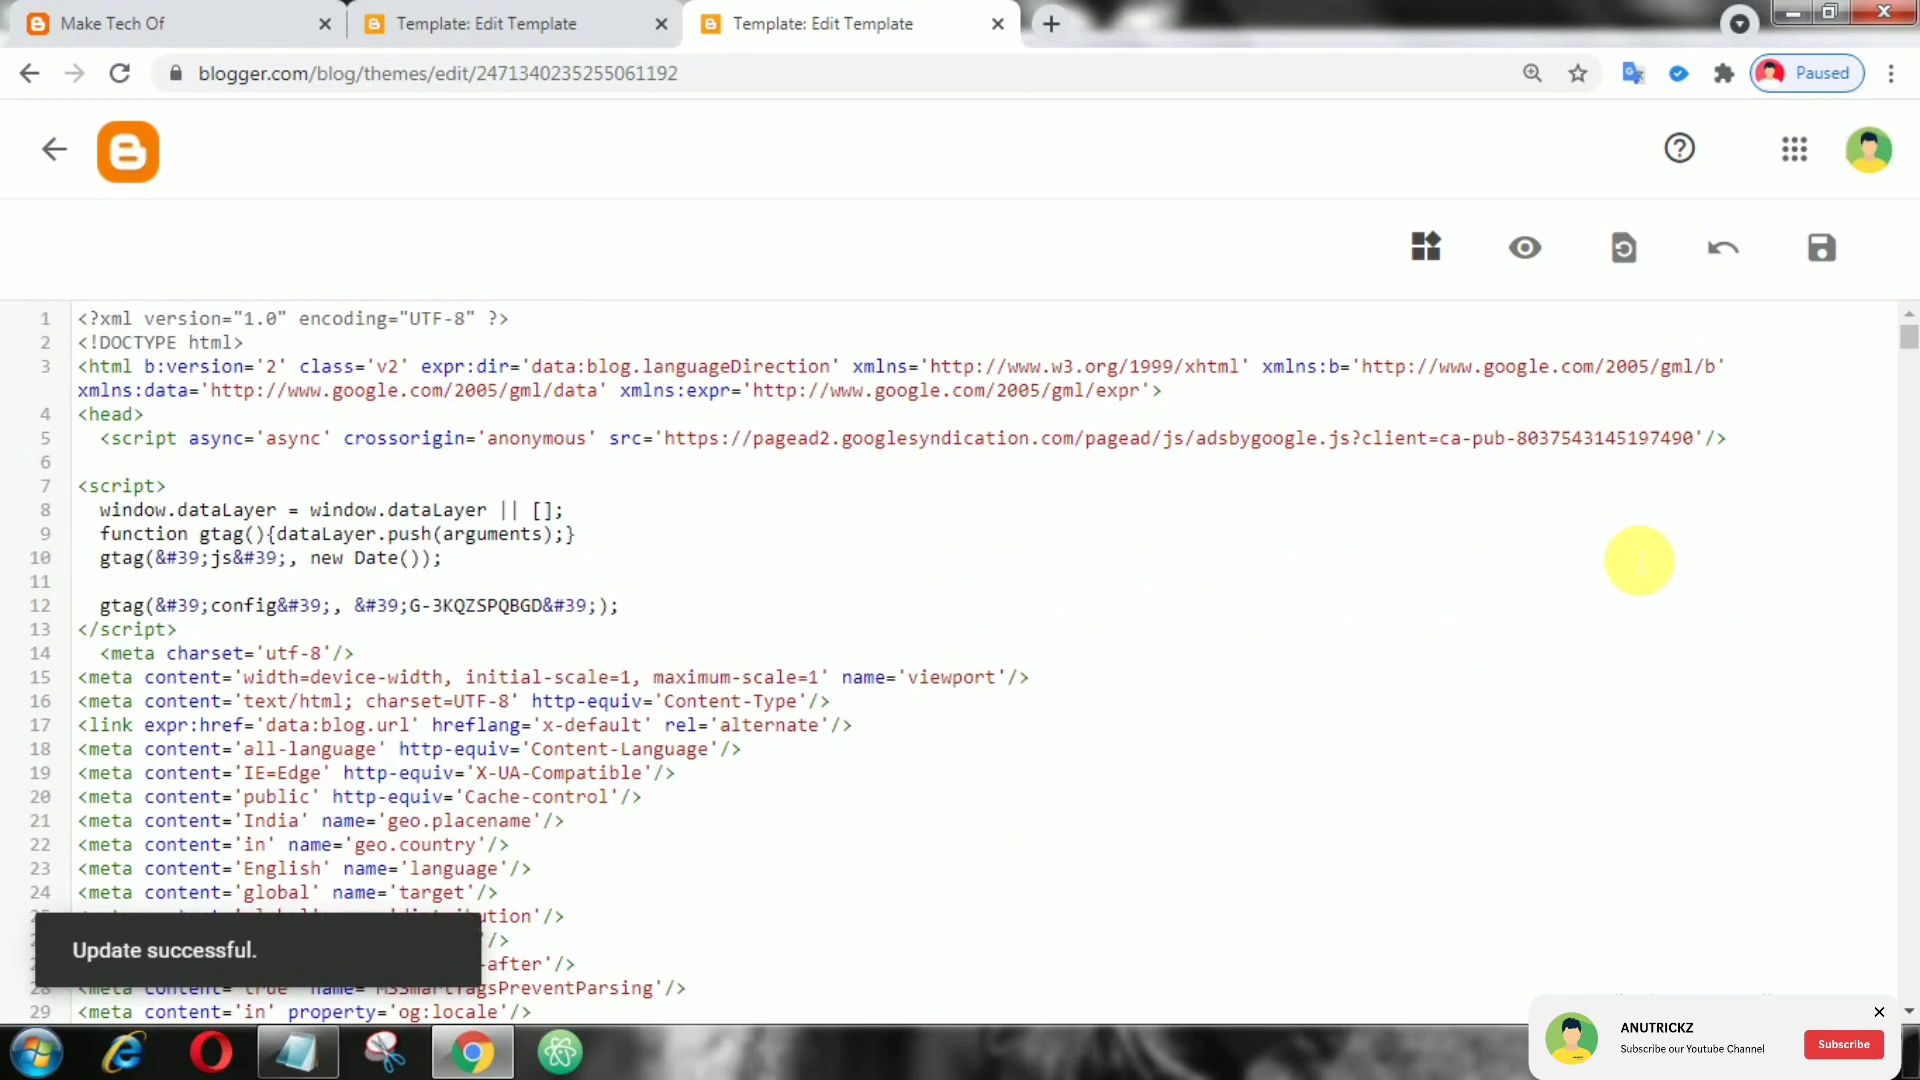 Make Tech Of
Template: Edit Template
Template: Edit Template
blogger.com/blog/themes/edit/2471340235255061192
Paused
1 <?xml version="1.0" encoding="UTF-8" ?>
2 <!DOCTYPE html>
3 <html b:version='2' class='v2' expr:dir='data:blog.languageDirection' xmlns='http://www.w3.org/1999/xhtml' xmlns:b='http://www.google.com/2005/gml/b'
xmlns:data='http://www.google.com/2005/gml/data' xmlns:expr='http://www.google.com/2005/gml/expr'>
4 <head>
5 <script async='async' crossorigin='anonymous' src='https://pagead2.googlesyndication.com/pagead/js/adsbygoogle.js?client=ca-pub-8037543145197490'/>
6
7 <script>
8 window.dataLayer = window.dataLayer || [];
9 function gtag(){dataLayer.push(arguments);}
10 gtag(&#39;js&#39;, new Date());
11
12 gtag(&#39;config&#39;, &#39;G-3KQZSPQBGD&#39;);
13 </script>
14 <meta charset='utf-8'/>
15 <meta content='width=device-width, initial-scale=1, maximum-scale=1' name='viewport'/>
16 <meta content='text/html; charset=UTF-8' http-equiv='Content-Type'/>
17 <link expr:href='data:blog.url' hreflang='x-default' rel='alternate'/>
18 <meta content='all-language' http-equiv='Content-Language'/>
19 <meta content='IE=Edge' http-equiv='X-UA-Compatible'/>
20 <meta content='public' http-equiv='Cache-control'/>
21 <meta content='India' name='geo.placename'/>
22 <meta content='in' name='geo.country'/>
23 <meta content='English' name='language'/>
24 <meta content='global' name='target'/>
ution'/>
'/>
-after'/>
28 <meta content='true' name='MSSmartTagsPreventParsing'/>
29 <meta content='in' property='og:locale'/>
Update successful.
ANUTRICKZ
Subscribe our Youtube Channel
Subscribe